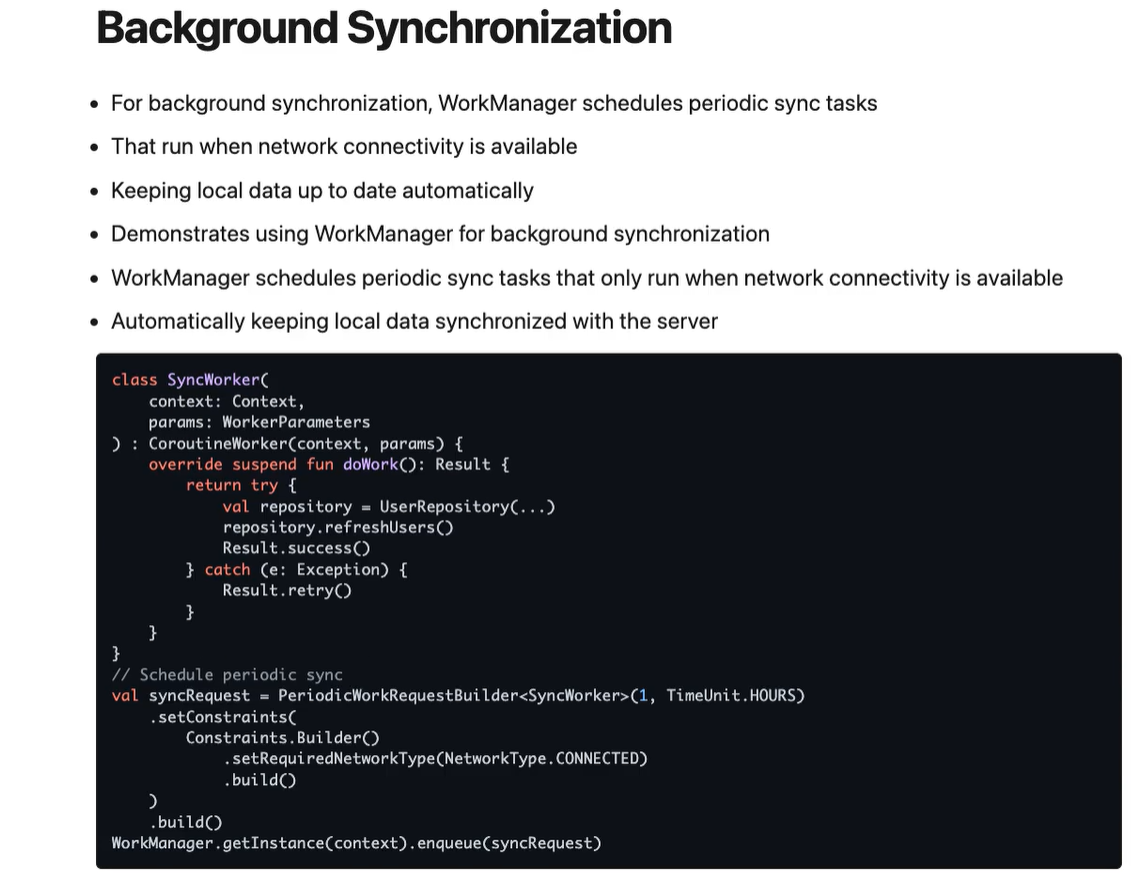 Background Synchronization
• For background synchronization, WorkManager schedules periodic sync tasks
• That run when network connectivity is available
• Keeping local data up to date automatically
• Demonstrates using WorkManager for background synchronization
• WorkManager schedules periodic sync tasks that only run when network connectivity is available
• Automatically keeping local data synchronized with the server
class SyncWorker(
    context: Context,
    params: WorkerParameters
) : CoroutineWorker(context, params) {
    override suspend fun doWork(): Result {
        return try {
            val repository = UserRepository(...)
            repository.refreshUsers()
            Result.success()
        } catch (e: Exception) {
            Result.retry()
        }
    }
}
// Schedule periodic sync
val syncRequest = PeriodicWorkRequestBuilder<SyncWorker>(1, TimeUnit.HOURS)
    .setConstraints(
        Constraints.Builder()
            .setRequiredNetworkType(NetworkType.CONNECTED)
            .build()
    )
    .build()
WorkManager.getInstance(context).enqueue(syncRequest)